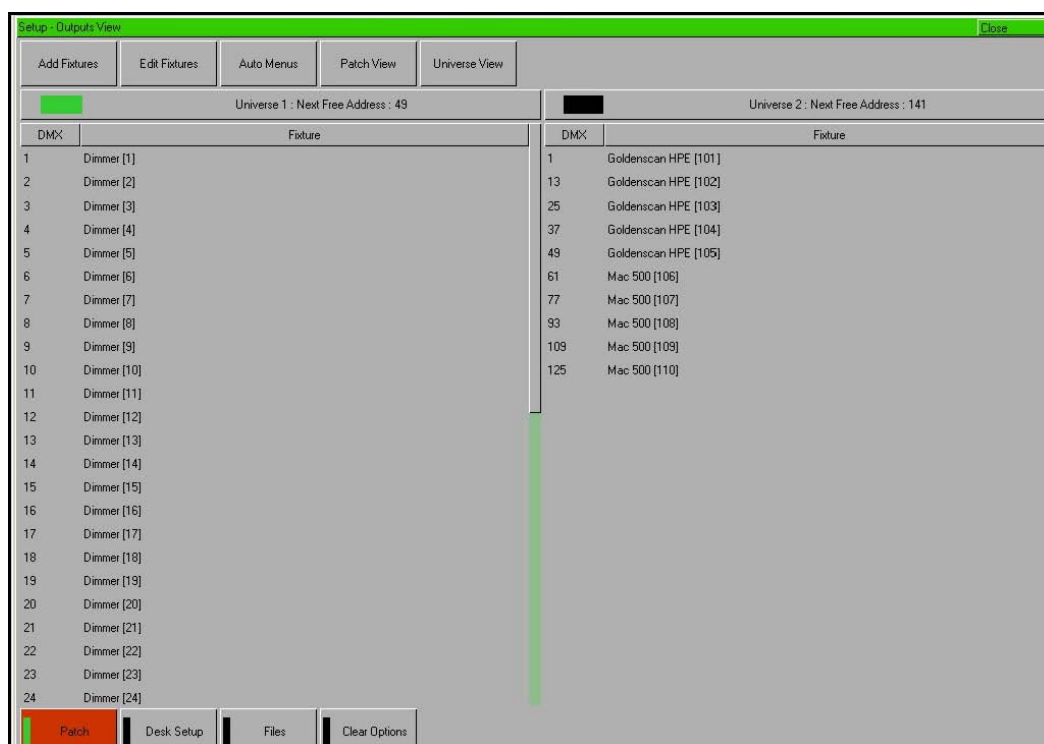 Setup - Outputs View Close
Add Fixtures Edit Fixtures Auto Menus Patch View Universe View
Universe 1 : Next Free Address : 49 Universe 2 : Next Free Address : 141
DMX Fixture DMX Fixture
1 Dimmer [1] 1 Goldenscan HPE [101]
2 Dimmer [2] 13 Goldenscan HPE [102]
3 Dimmer [3] 25 Goldenscan HPE [103]
4 Dimmer [4] 37 Goldenscan HPE [104]
5 Dimmer [5] 49 Goldenscan HPE [105]
6 Dimmer [6] 61 Mac 500 [106]
7 Dimmer [7] 77 Mac 500 [107]
8 Dimmer [8] 93 Mac 500 [108]
9 Dimmer [9] 109 Mac 500 [109]
10 Dimmer [10] 125 Mac 500 [110]
11 Dimmer [11]
12 Dimmer [12]
13 Dimmer [13]
14 Dimmer [14]
15 Dimmer [15]
16 Dimmer [16]
17 Dimmer [17]
18 Dimmer [18]
19 Dimmer [19]
20 Dimmer [20]
21 Dimmer [21]
22 Dimmer [22]
23 Dimmer [23]
24 Dimmer [24]
Patch Desk Setup Files Clear Options